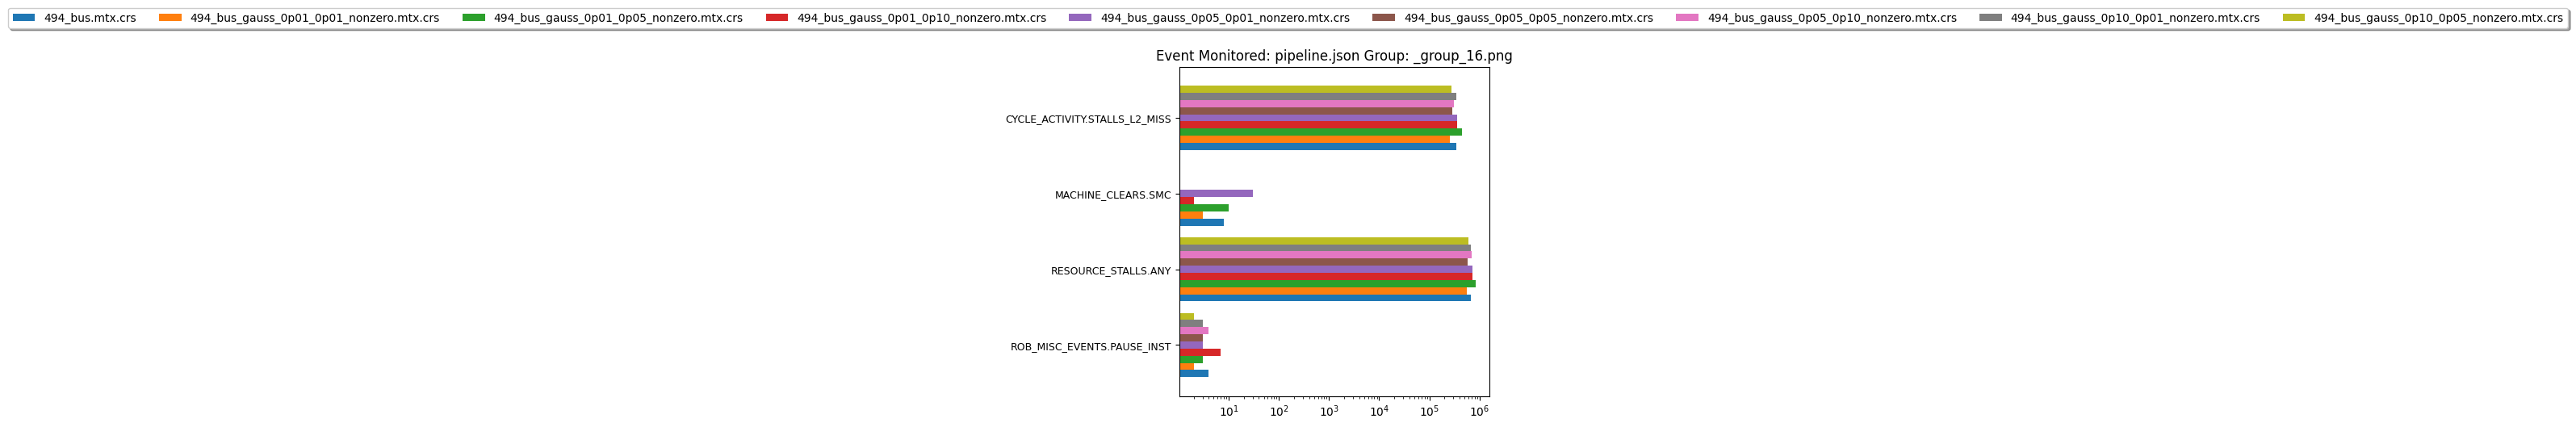 494_bus.mtx.crs 494_bus_gauss_0p01_0p01_nonzero.mtx.crs 494_bus_gauss_0p01_0p05_nonzero.mtx.crs 494_bus_gauss_0p01_0p10_nonzero.mtx.crs 494_bus_gauss_0p05_0p01_nonzero.mtx.crs 494_bus_gauss_0p05_0p05_nonzero.mtx.crs 494_bus_gauss_0p05_0p10_nonzero.mtx.crs 494_bus_gauss_0p10_0p01_nonzero.mtx.crs 494_bus_gauss_0p10_0p05_nonzero.mtx.crs
Event Monitored: pipeline.json Group: _group_16.png
CYCLE_ACTIVITY.STALLS_L2_MISS
MACHINE_CLEARS.SMC
RESOURCE_STALLS.ANY
ROB_MISC_EVENTS.PAUSE_INST
10¹ 10² 10³ 10⁴ 10⁵ 10⁶